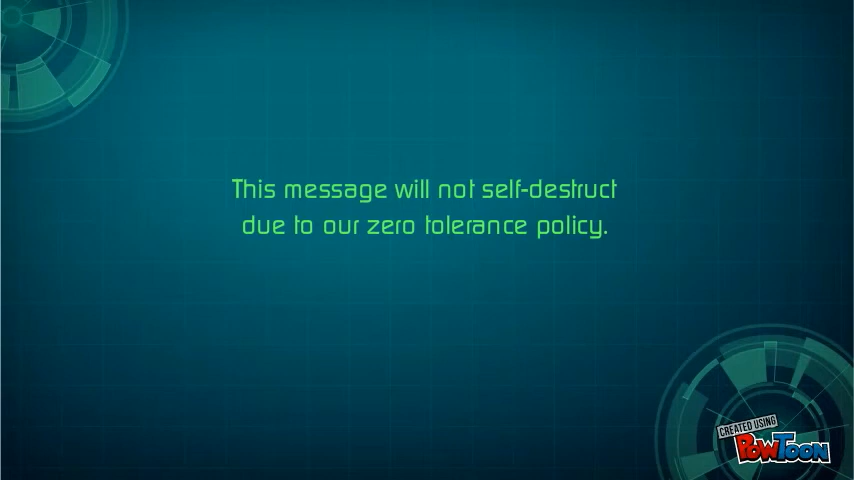 This message will not self-destruct
due to our zero tolerance policy.
CREATED USING
POWTOON